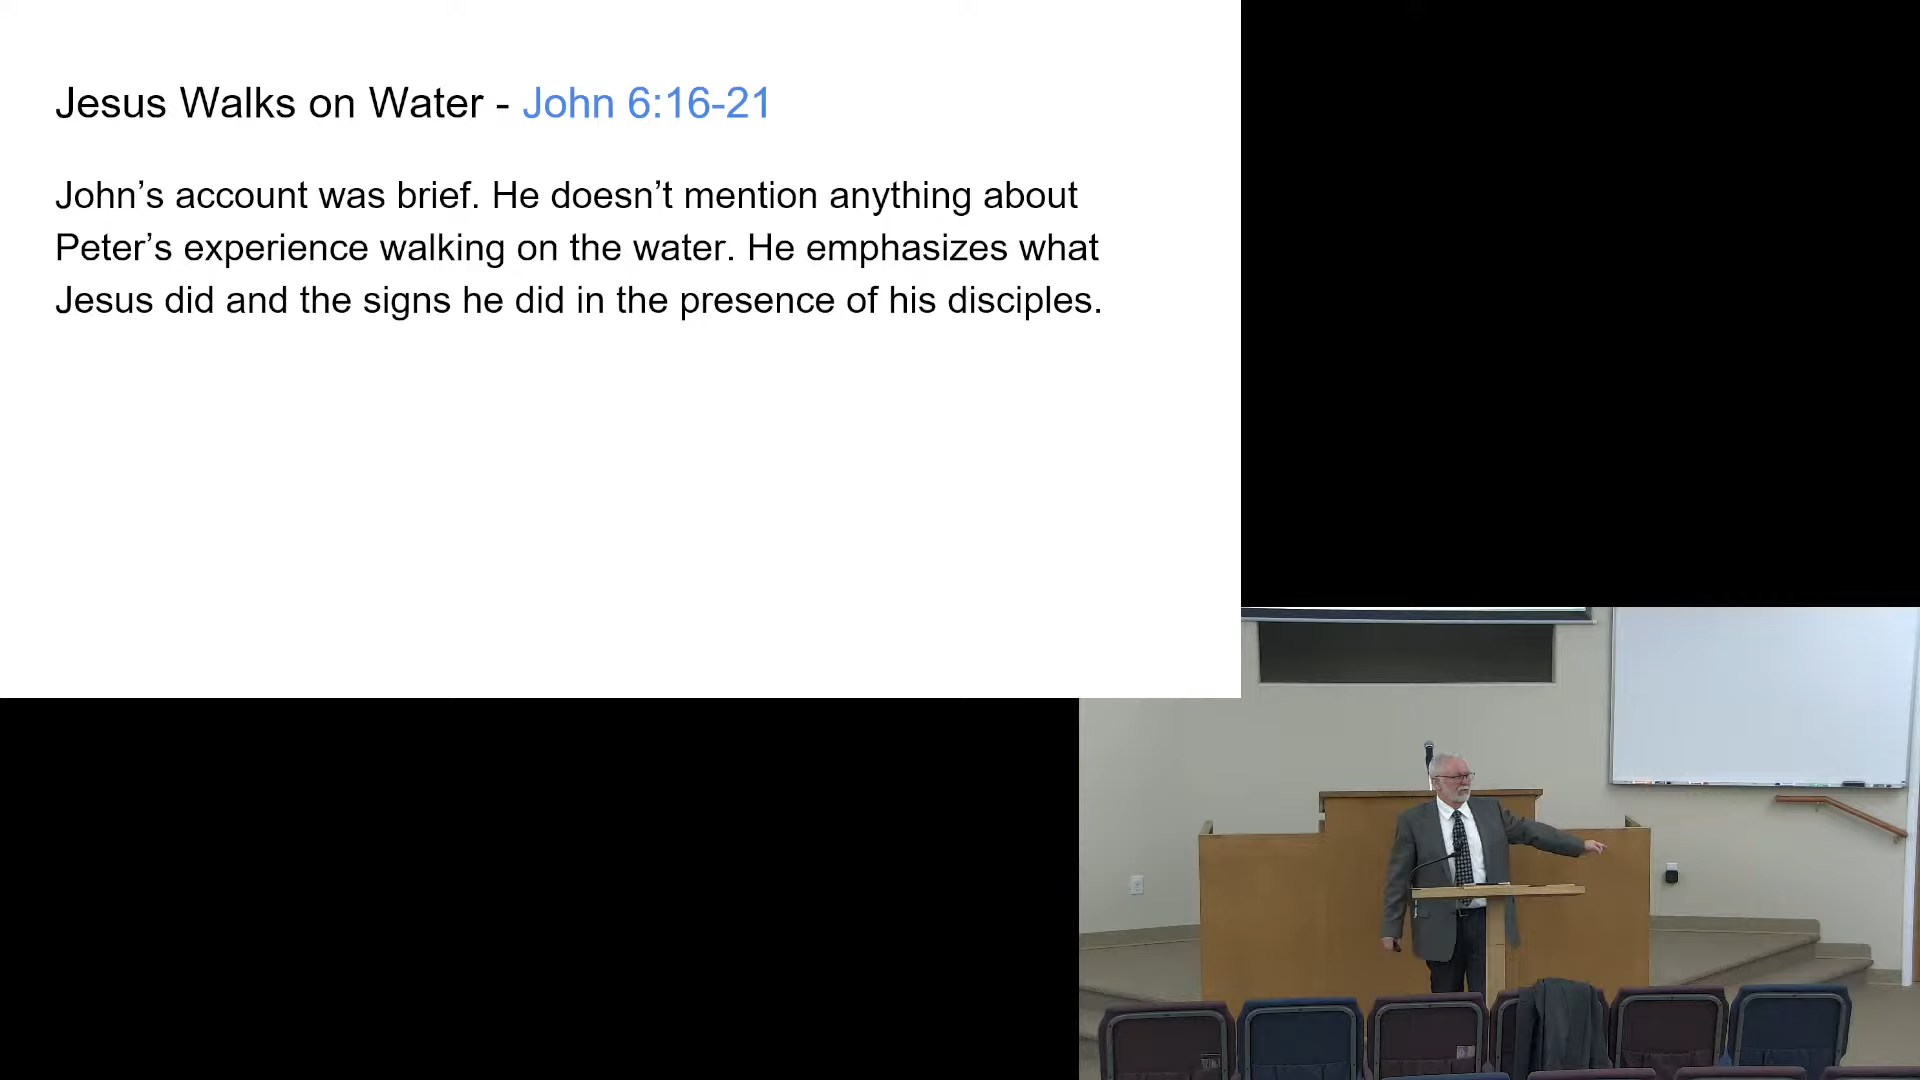 Jesus Walks on Water - John 6:16-21
John’s account was brief. He doesn’t mention anything about
Peter’s experience walking on the water. He emphasizes what
Jesus did and the signs he did in the presence of his disciples.